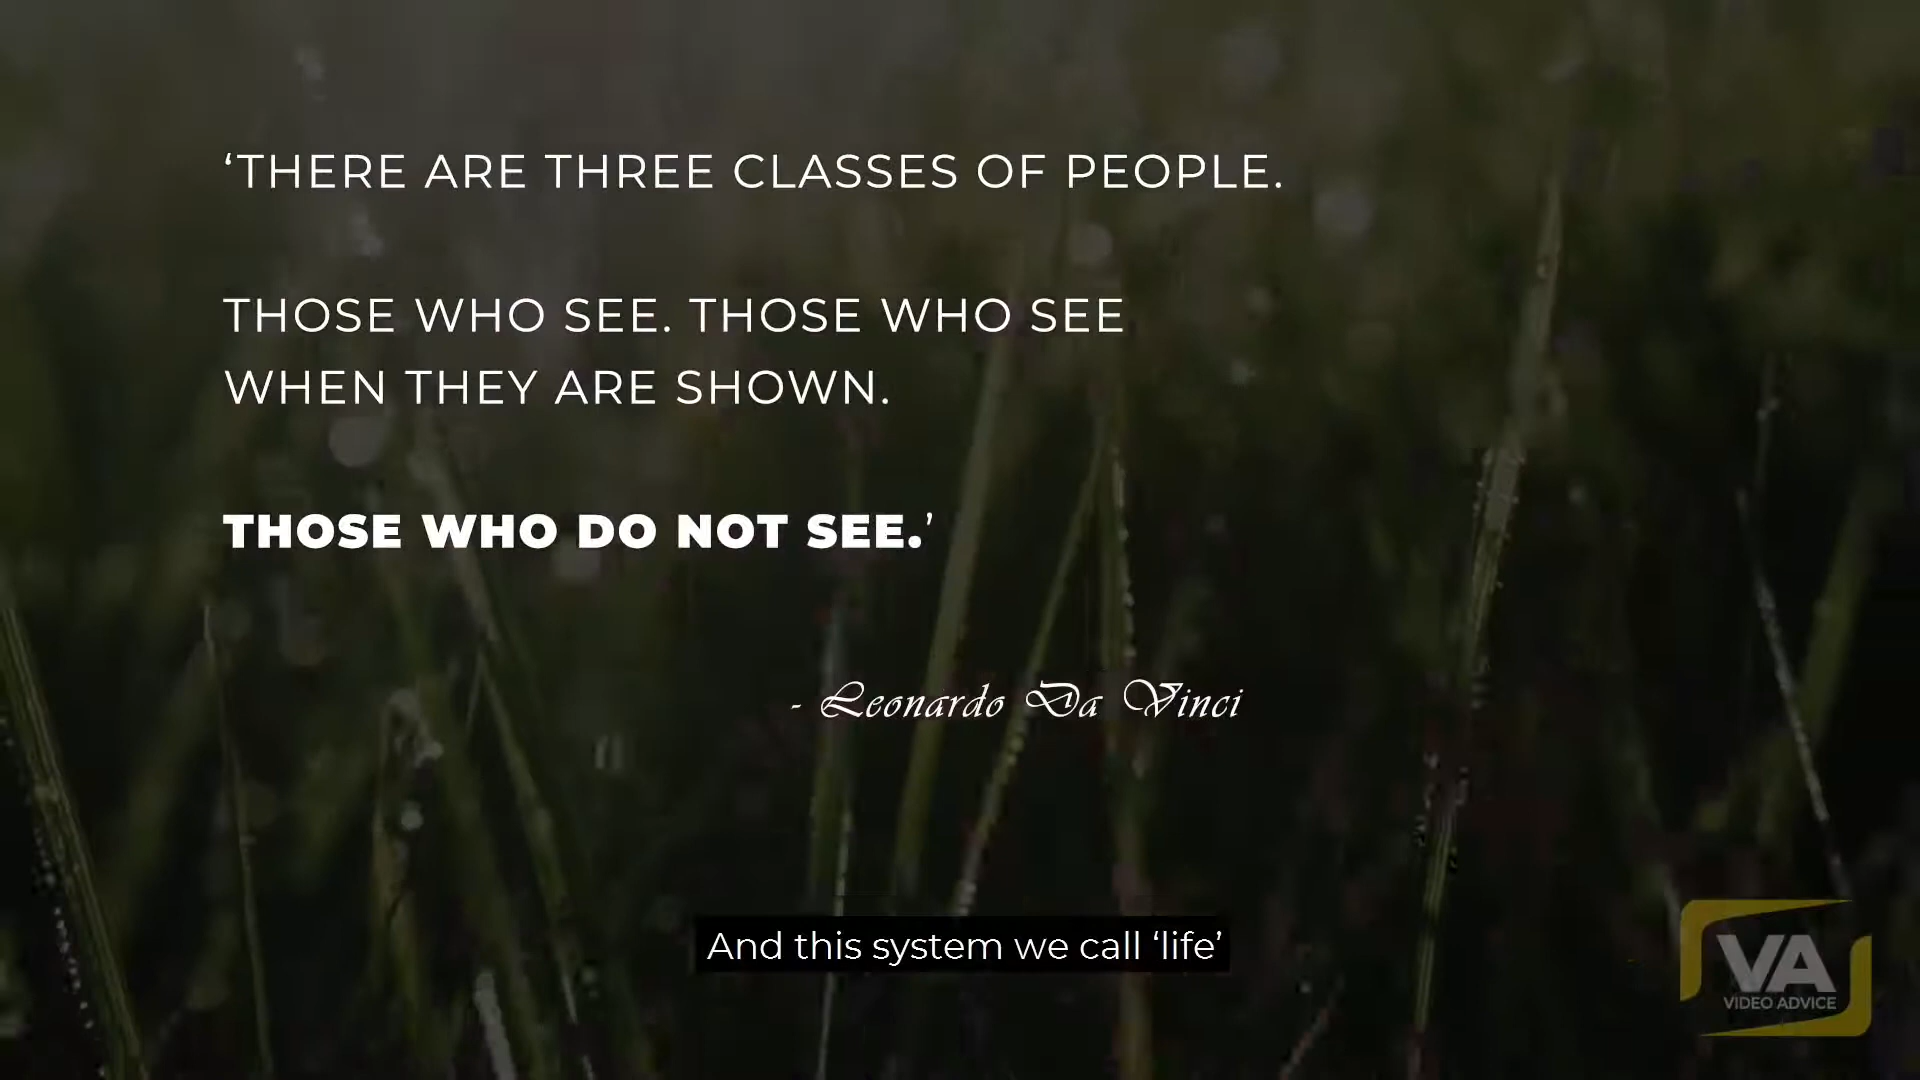 ‘THERE ARE THREE CLASSES OF PEOPLE.
THOSE WHO SEE. THOSE WHO SEE
WHEN THEY ARE SHOWN.
THOSE WHO DO NOT SEE.’
- Leonardo Da Vinci
And this system we call ‘life’
VA
VIDEO ADVICE